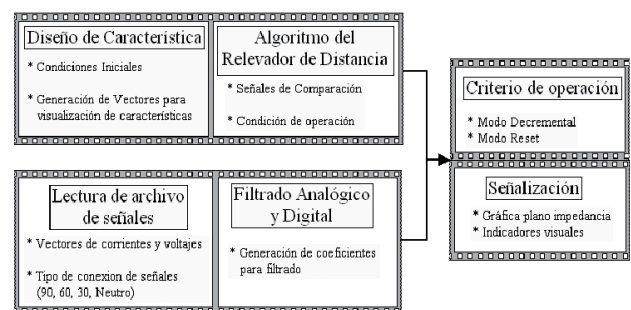 Diseño de Caracteristica
* Condiciones Iniciales
* Generación de Vectores para
visualización de características
Algoritmo del
Relevador de Distancia
* Señales de Comparación
* Condición de operación
Lectura de archivo
de señales
* Vectores de corrientes y voltajes
* Tipo de conexion de señales
(90, 60, 30, Neutro)
Filtrado Analógico
y Digital
* Generación de coeficientes
para filtrado
Criterio de operación
* Modo Decremental
* Modo Reset
Señalización
* Gráfica plano impedancia
* Indicadores visuales